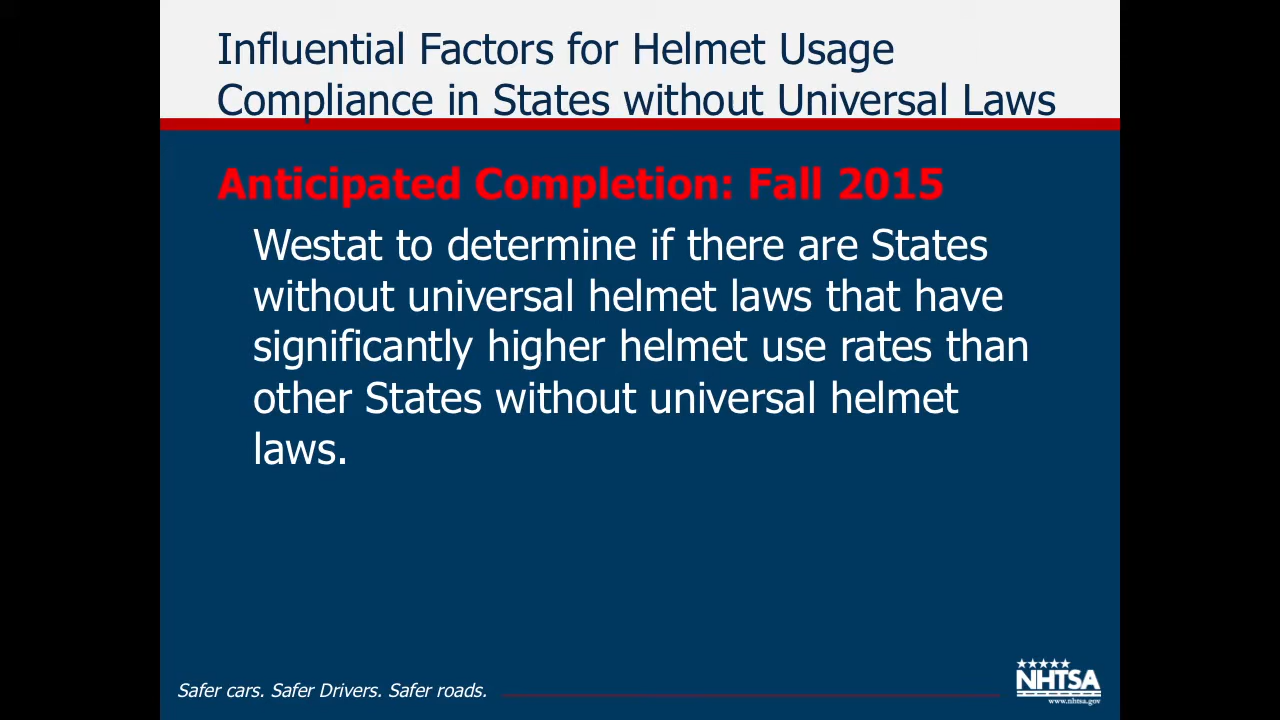 Influential Factors for Helmet Usage
Compliance in States without Universal Laws
Anticipated Completion: Fall 2015
Westat to determine if there are States
without universal helmet laws that have
significantly higher helmet use rates than
other States without universal helmet
laws.
Safer cars. Safer Drivers. Safer roads.
NHTSA
www.nhtsa.gov